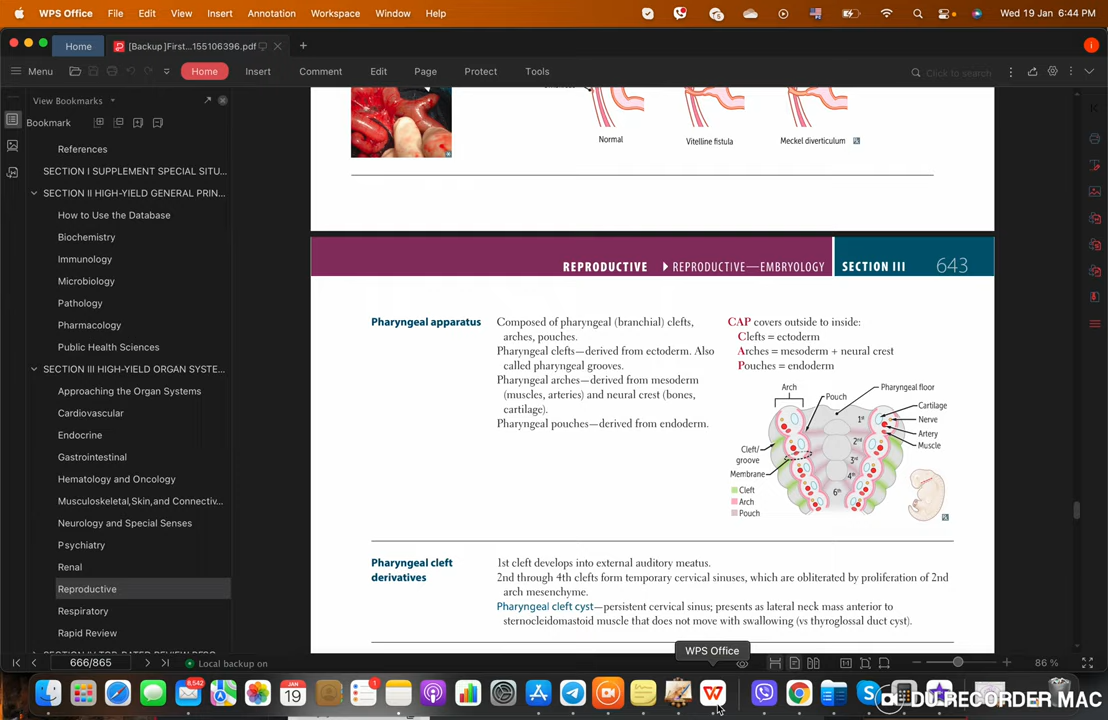 WPS Office File Edit View Insert Annotation Workspace Window Help Wed 19 Jan 6:44 PM
Home [Backup]First...155106396.pdf
Menu Home Insert Comment Edit Page Protect Tools Click to search
View Bookmarks
Bookmark
References
SECTION I SUPPLEMENT SPECIAL SITU...
SECTION II HIGH-YIELD GENERAL PRIN...
How to Use the Database
Biochemistry
Immunology
Microbiology
Pathology
Pharmacology
Public Health Sciences
SECTION III HIGH-YIELD ORGAN SYSTE...
Approaching the Organ Systems
Cardiovascular
Endocrine
Gastrointestinal
Hematology and Oncology
Musculoskeletal,Skin,and Connectiv...
Neurology and Special Senses
Psychiatry
Renal
Reproductive
Respiratory
Rapid Review
Normal Vitelline fistula Meckel diverticulum
REPRODUCTIVE REPRODUCTIVE—EMBRYOLOGY SECTION III 643
Pharyngeal apparatus
Composed of pharyngeal (branchial) clefts,
arches, pouches.
Pharyngeal clefts—derived from ectoderm. Also
called pharyngeal grooves.
Pharyngeal arches—derived from mesoderm
(muscles, arteries) and neural crest (bones,
cartilage).
Pharyngeal pouches—derived from endoderm.
CAP covers outside to inside:
Clefts = ectoderm
Arches = mesoderm + neural crest
Pouches = endoderm
Arch
Pouch
Pharyngeal floor
Cartilage
Nerve
Artery
Muscle
1st
2nd
3rd
4th
6th
Cleft/
groove
Membrane
Cleft
Arch
Pouch
Pharyngeal cleft
derivatives
1st cleft develops into external auditory meatus.
2nd through 4th clefts form temporary cervical sinuses, which are obliterated by proliferation of 2nd
arch mesenchyme.
Pharyngeal cleft cyst—persistent cervical sinus; presents as lateral neck mass anterior to
sternocleidomastoid muscle that does not move with swallowing (vs thyroglossal duct cyst).
WPS Office
666/865 Local backup on 86 %
8,542
JAN
19
1
DU RECORDER MAC